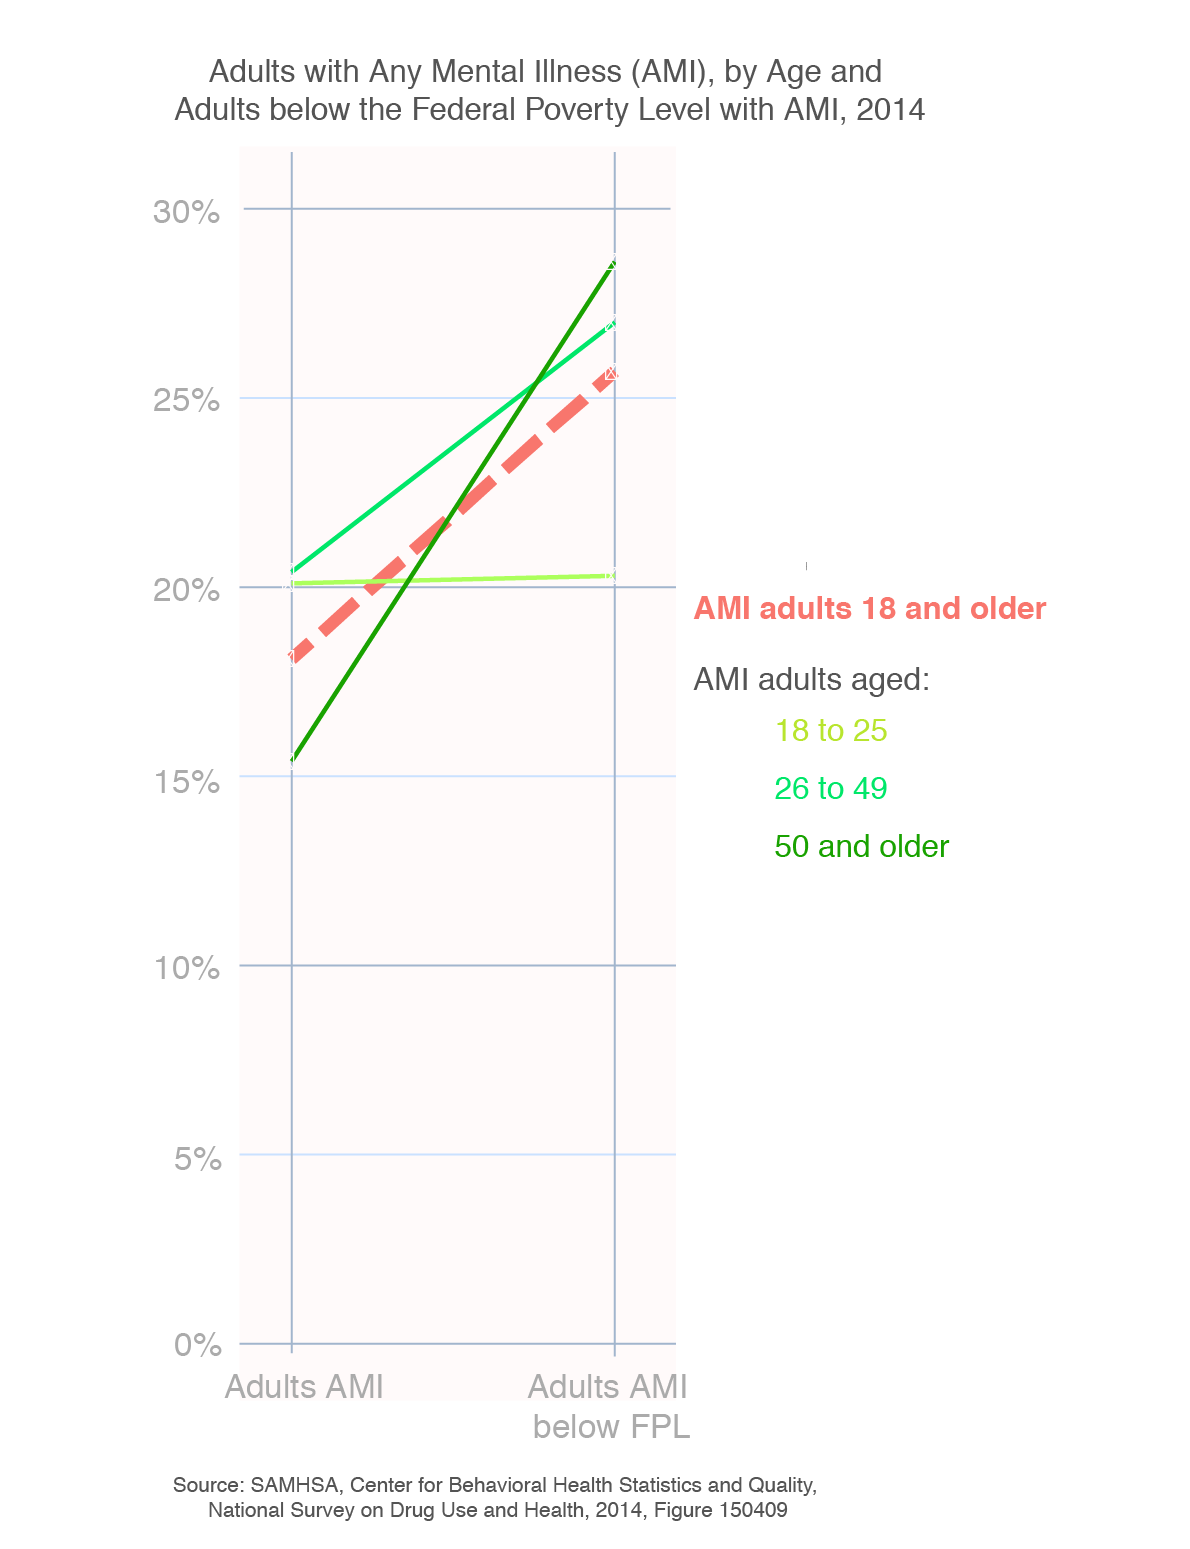 Adults with Any Mental Illness (AMI), by Age and
Adults below the Federal Poverty Level with AMI, 2014
30%
25%
20%
15%
10%
5%
0%
AMI adults 18 and older
AMI adults aged:
18 to 25
26 to 49
50 and older
Adults AMI
Adults AMI
below FPL
Source: SAMHSA, Center for Behavioral Health Statistics and Quality,
National Survey on Drug Use and Health, 2014, Figure 150409